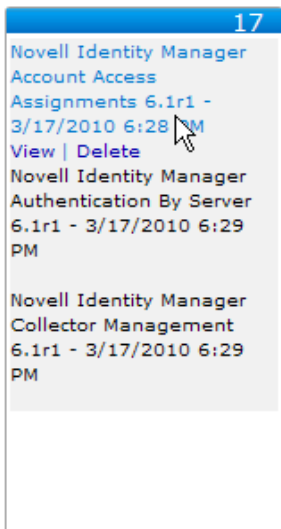 17
Novell Identity Manager
Account Access
Assignments 6.1r1 -
3/17/2010 6:28 PM
View | Delete
Novell Identity Manager
Authentication By Server
6.1r1 - 3/17/2010 6:29
PM
Novell Identity Manager
Collector Management
6.1r1 - 3/17/2010 6:29
PM